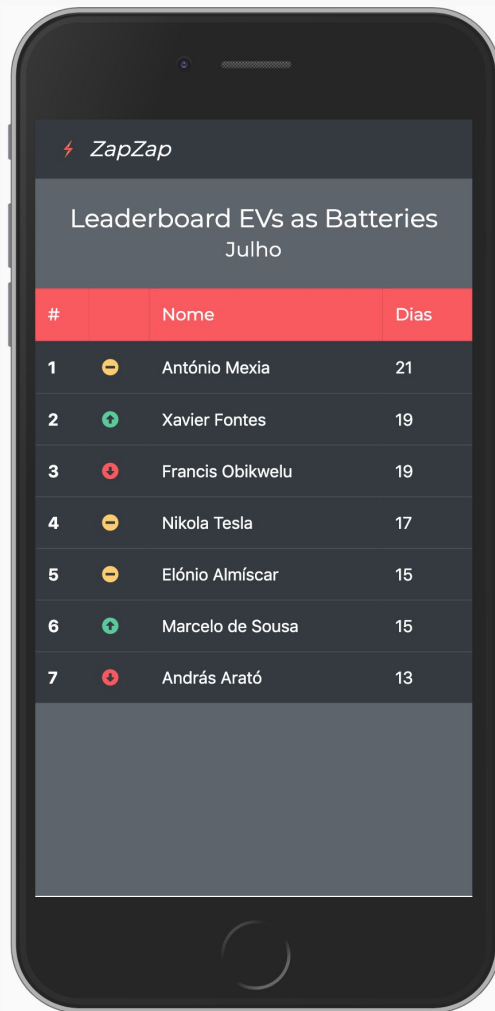 ZapZap
Leaderboard EVs as Batteries
Julho
# Nome Dias
1 António Mexia 21
2 Xavier Fontes 19
3 Francis Obikwelu 19
4 Nikola Tesla 17
5 Elónio Almíscar 15
6 Marcelo de Sousa 15
7 András Arató 13